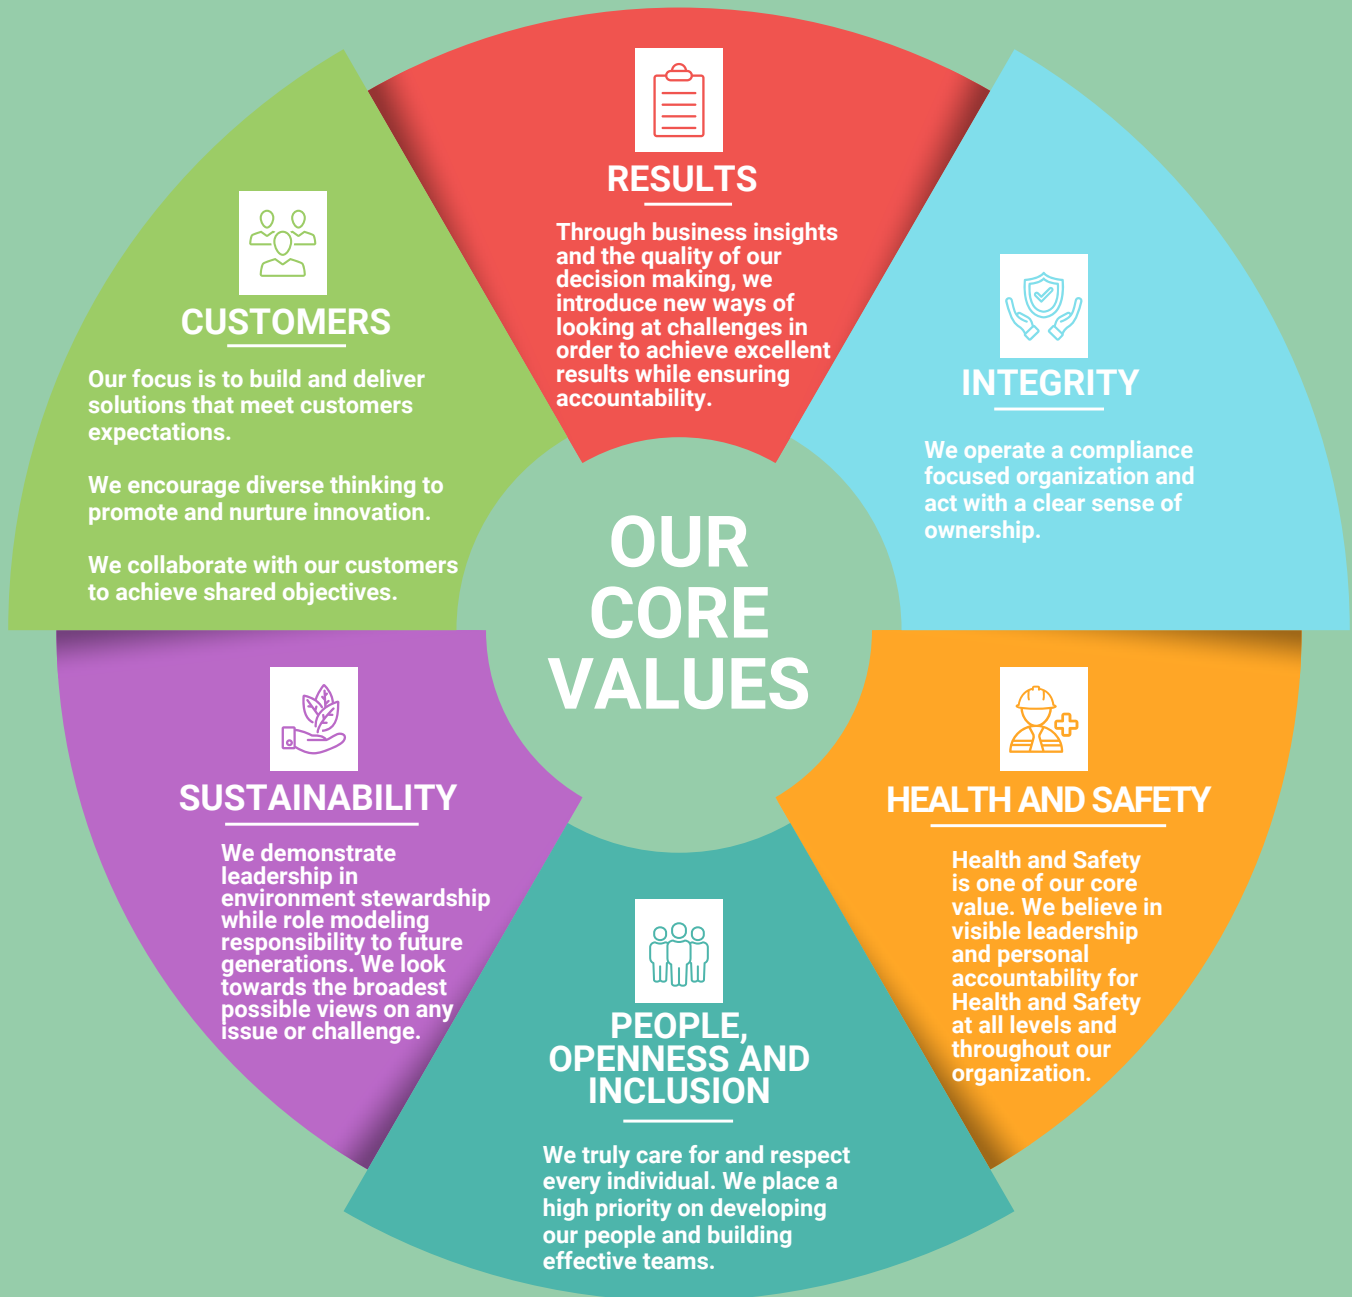 RESULTS
Through business insights
and the quality of our
decision making, we
introduce new ways of
looking at challenges in
order to achieve excellent
results while ensuring
accountability.
CUSTOMERS
Our focus is to build and deliver
solutions that meet customers
expectations.
We encourage diverse thinking to
promote and nurture innovation.
We collaborate with our customers
to achieve shared objectives.
INTEGRITY
We operate a compliance
focused organization and
act with a clear sense of
ownership.
OUR
CORE
VALUES
SUSTAINABILITY
We demonstrate
leadership in
environment stewardship
while role modeling
responsibility to future
generations. We look
towards the broadest
possible views on any
issue or challenge.
HEALTH AND SAFETY
Health and Safety
is one of our core
value. We believe in
visible leadership
and personal
accountability for
Health and Safety
at all levels and
throughout our
organization.
PEOPLE,
OPENNESS AND
INCLUSION
We truly care for and respect
every individual. We place a
high priority on developing
our people and building
effective teams.